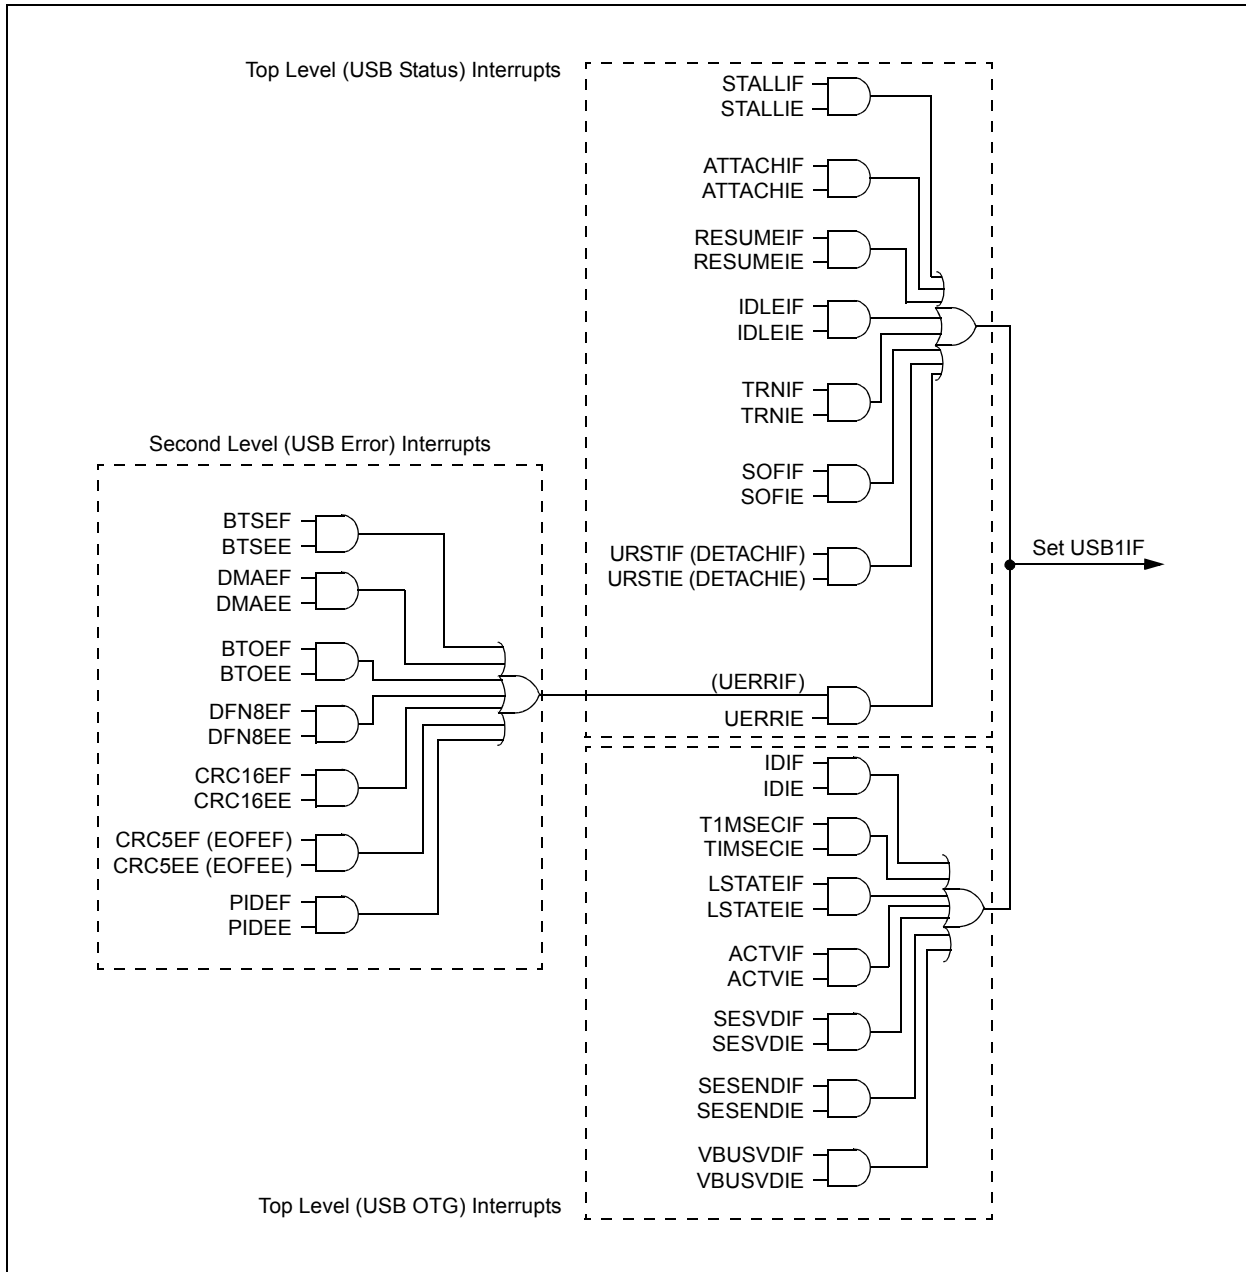 Top Level (USB Status) Interrupts
STALLIF
STALLIE
ATTACHIF
ATTACHIE
RESUMEIF
RESUMEIE
IDLEIF
IDLEIE
TRNIF
TRNIE
SOFIF
SOFIE
URSTIF (DETACHIF)
URSTIE (DETACHIE)
(UERRIF)
UERRIE
Set USB1IF
Second Level (USB Error) Interrupts
BTSEF
BTSEE
DMAEF
DMAEE
BTOEF
BTOEE
DFN8EF
DFN8EE
CRC16EF
CRC16EE
CRC5EF (EOFEF)
CRC5EE (EOFEE)
PIDEF
PIDEE
IDIF
IDIE
T1MSECIF
TIMSECIE
LSTATEIF
LSTATEIE
ACTVIF
ACTVIE
SESVDIF
SESVDIE
SESENDIF
SESENDIE
VBUSVDIF
VBUSVDIE
Top Level (USB OTG) Interrupts